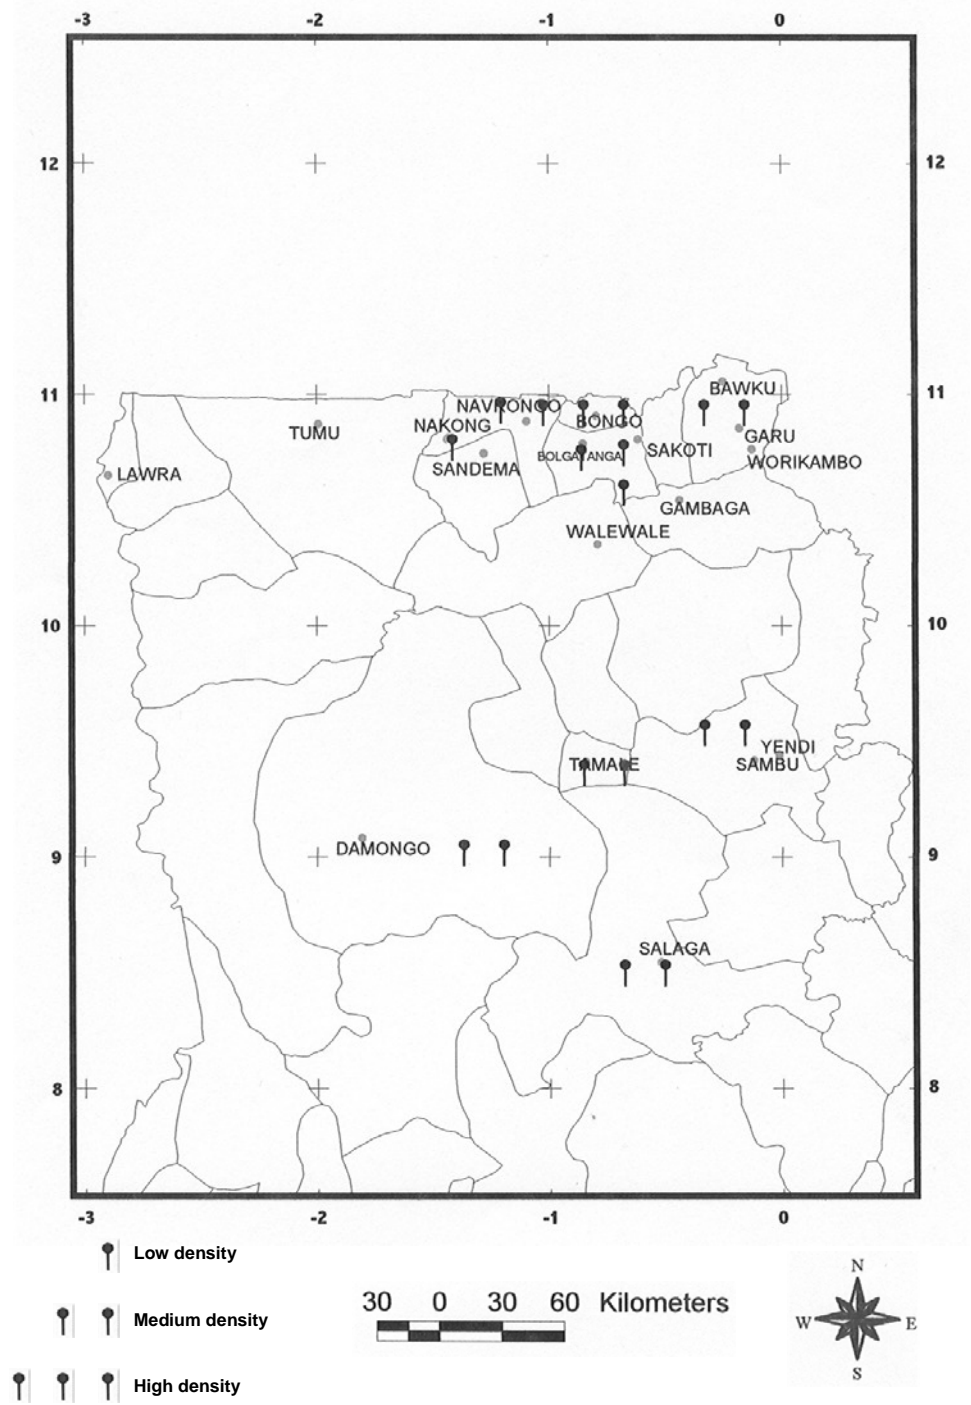 -3 -2 -1 0
12 12
11 11
BAWKU
NAVRONGO
BONGO
NAKONG
TUMU
GARU
SAKOTI
BOLGATANGA
WORIKAMBO
SANDEMA
LAWRA
GAMBAGA
WALEWALE
10 10
YENDI
TAMALE
SAMBU
DAMONGO
9 9
SALAGA
8 8
-3 -2 -1 0
Low density
Medium density
High density
30 0 30 60 Kilometers
N
W E
S